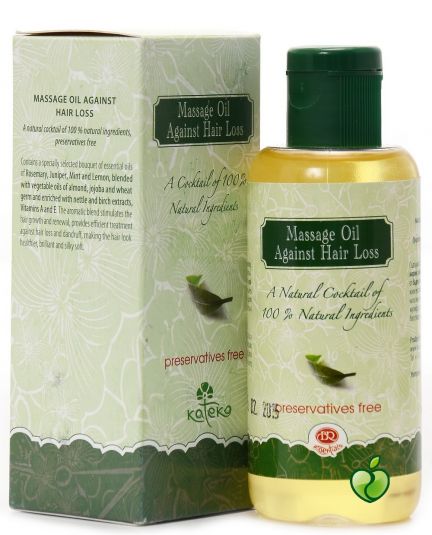 MASSAGE OIL AGAINST
HAIR LOSS
A natural cocktail of 100 % natural ingredients,
preservatives free
Contains a specially selected bouquet of essential oils
of Rosemary, Juniper, Mint and Lemon, blended
with vegetable oils of almond, jojoba and wheat
germ and enriched with nettle and birch extracts,
Vitamins A and E. The aromatic blend stimulates the
hair growth and renewal, provides efficient treatment
against hair loss and dandruff, making the hair look
healthier, brilliant and silky soft.
Massage Oil
Against Hair Loss
A Cocktail of 100%
Natural Ingredients
preservatives free
kateko
Massage Oil
Against Hair Loss
A Natural Cocktail of
100 % Natural Ingredients
02. 2015
preservatives free
essentials